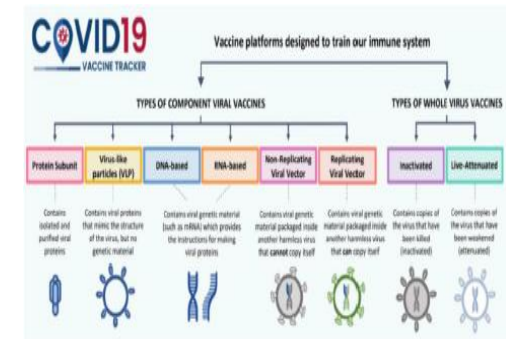 COVID19
VACCINE TRACKER
Vaccine platforms designed to train our immune system
TYPES OF COMPONENT VIRAL VACCINES
TYPES OF WHOLE VIRUS VACCINES
Protein Subunit
Virus-like
particles (VLP)
DNA-based
RNA-based
Non-Replicating
Viral Vector
Replicating
Viral Vector
Inactivated
Live-Attenuated
Contains
isolated and
purified viral
proteins
Contains viral proteins
that mimic the structure
of the virus, but no
genetic material
Contains viral genetic material
(such as mRNA) which provides
the instructions for making
viral proteins
Contains viral genetic
material packaged inside
another harmless virus
that cannot copy itself
Contains viral genetic
material packaged inside
another harmless virus
that can copy itself
Contains copies of
the virus that have
been killed
(inactivated)
Contains copies of
the virus that have
been weakened
(attenuated)